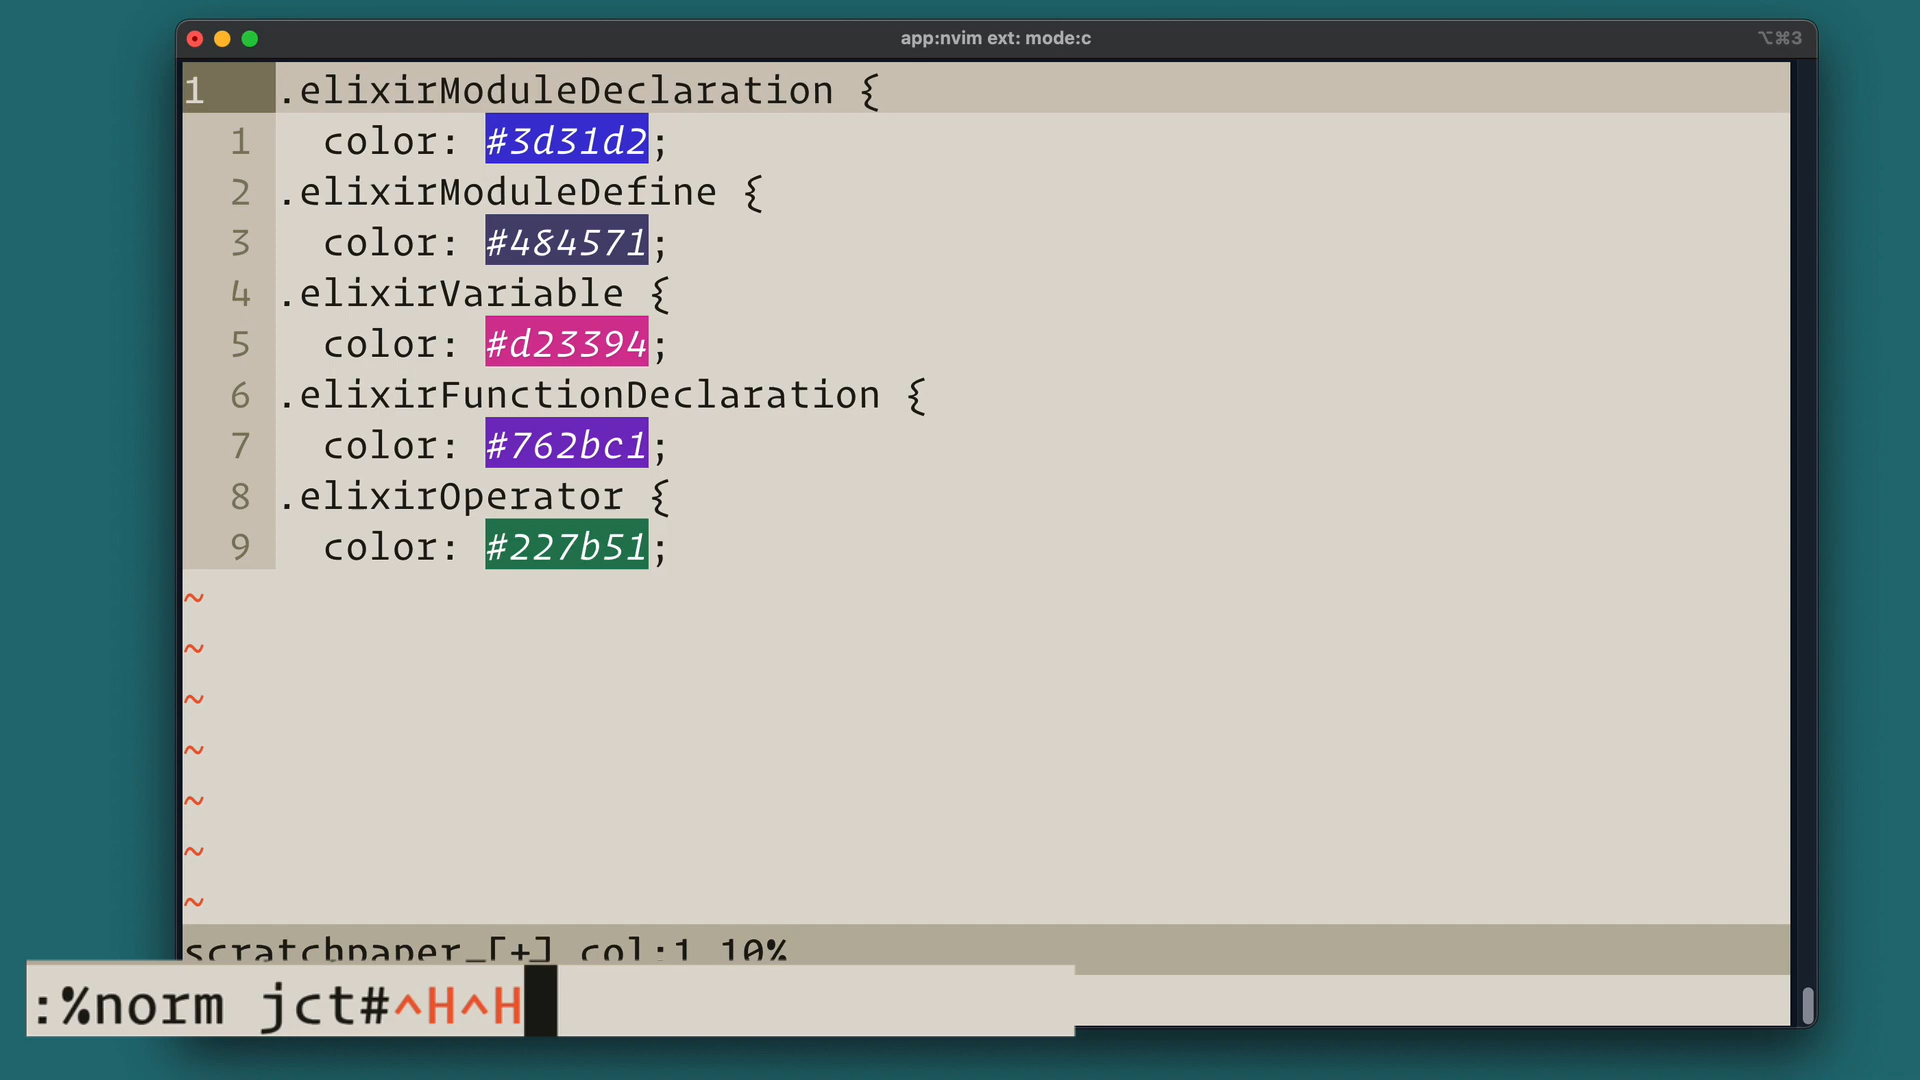 app:nvim ext: mode:c
⌥⌘3
1 .elixirModuleDeclaration {
1 color: #3d31d2;
2 .elixirModuleDefine {
3 color: #484571;
4 .elixirVariable {
5 color: #d23394;
6 .elixirFunctionDeclaration {
7 color: #762bc1;
8 .elixirOperator {
9 color: #227b51;
~
~
~
~
~
~
~
scratchpaper_[+] col:1 10%
:%norm jct#^H^H